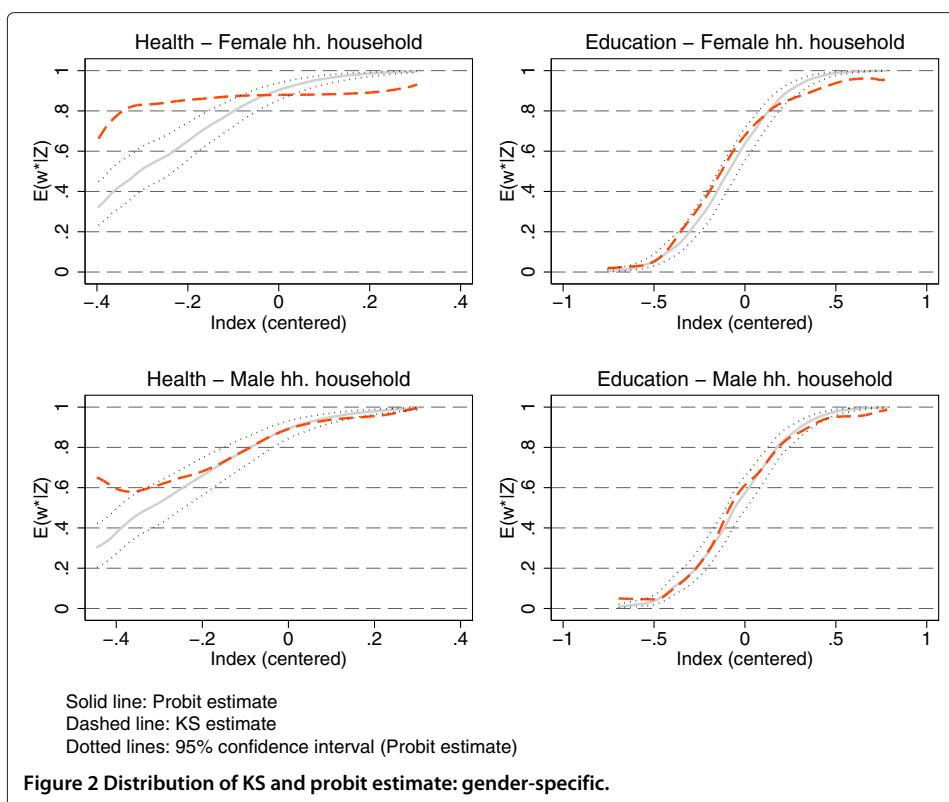 Health – Female hh. household
E(w*IZ)
1
.8
.6
.4
.2
0
–.4 –.2 0 .2 .4
Index (centered)
Education – Female hh. household
E(w*IZ)
1
.8
.6
.4
.2
0
–1 –.5 0 .5 1
Index (centered)
Health – Male hh. household
E(w*IZ)
1
.8
.6
.4
.2
0
–.4 –.2 0 .2 .4
Index (centered)
Education – Male hh. household
E(w*IZ)
1
.8
.6
.4
.2
0
–1 –.5 0 .5 1
Index (centered)
Solid line: Probit estimate
Dashed line: KS estimate
Dotted lines: 95% confidence interval (Probit estimate)
Figure 2 Distribution of KS and probit estimate: gender-specific.